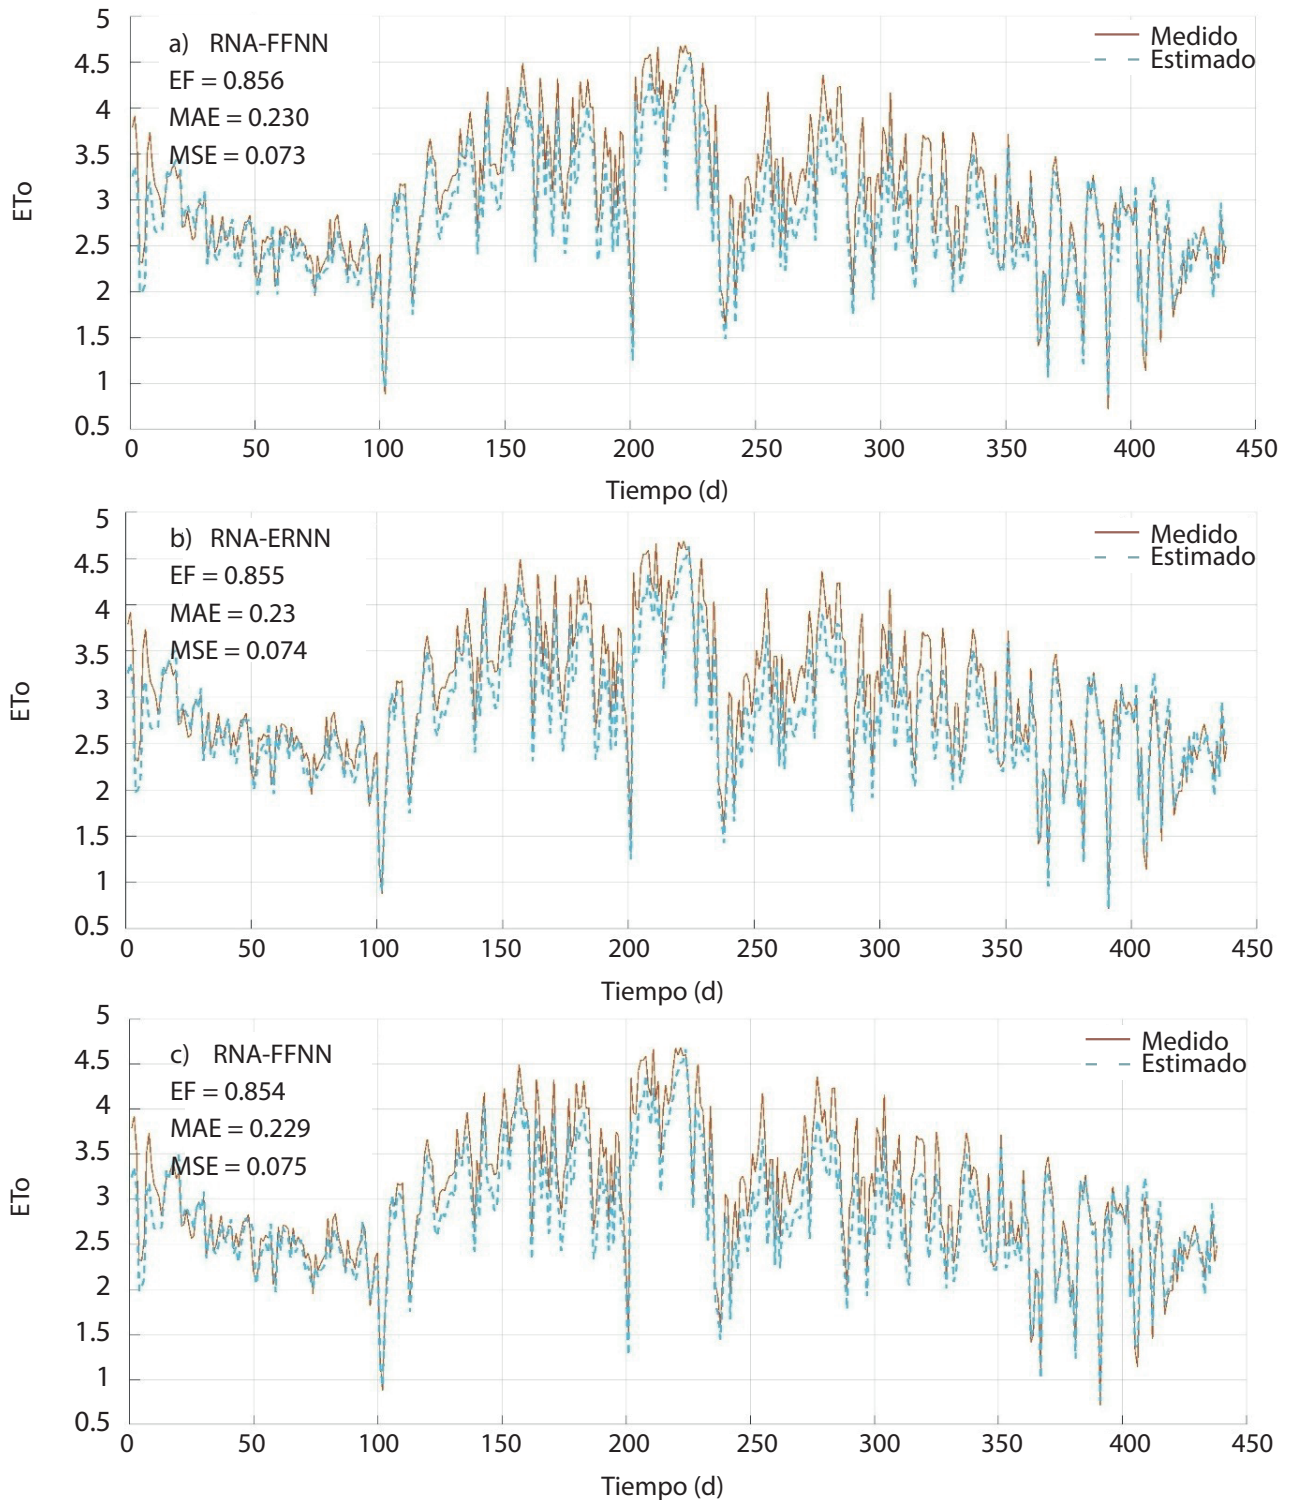 5
4.5
4
3.5
3
2.5
2
1.5
1
0.5
ETo
a) RNA-FFNN
EF = 0.856
MAE = 0.230
MSE = 0.073
Medido
Estimado
0 50 100 150 200 250 300 350 400 450
Tiempo (d)
5
4.5
4
3.5
3
2.5
2
1.5
1
0.5
ETo
b) RNA-ERNN
EF = 0.855
MAE = 0.23
MSE = 0.074
Medido
Estimado
0 50 100 150 200 250 300 350 400 450
Tiempo (d)
5
4.5
4
3.5
3
2.5
2
1.5
1
0.5
ETo
c) RNA-FFNN
EF = 0.854
MAE = 0.229
MSE = 0.075
Medido
Estimado
0 50 100 150 200 250 300 350 400 450
Tiempo (d)